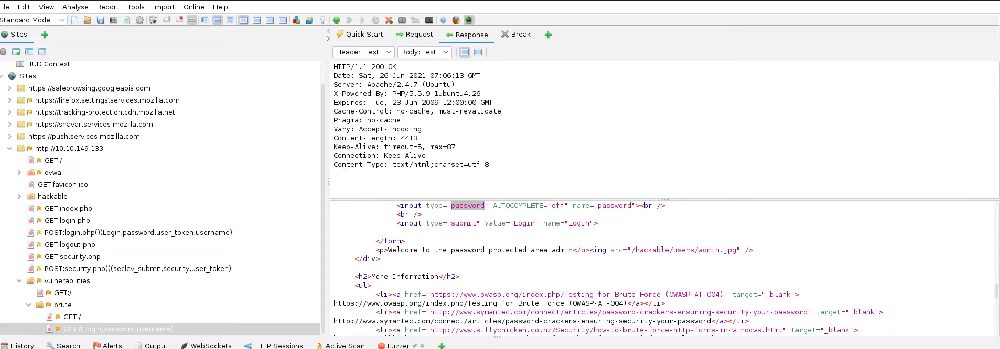 File Edit View Analyse Report Tools Import Online Help
Standard Mode
Sites
Quick Start Request Response Break
Header: Text Body: Text
HUD Context
Sites
https://safebrowsing.googleapis.com
https://firefox.settings.services.mozilla.com
https://tracking-protection.cdn.mozilla.net
https://shavar.services.mozilla.com
https://push.services.mozilla.com
http://10.10.149.133
GET:/
dvwa
GET:favicon.ico
hackable
GET:index.php
GET:login.php
POST:login.php()(Login,password,user_token,username)
GET:logout.php
GET:security.php
POST:security.php()(seclev_submit,security,user_token)
vulnerabilities
GET:/
brute
GET:/
GET:/(Login,password,username)
HTTP/1.1 200 OK
Date: Sat, 26 Jun 2021 07:06:13 GMT
Server: Apache/2.4.7 (Ubuntu)
X-Powered-By: PHP/5.5.9-1ubuntu4.26
Expires: Tue, 23 Jun 2009 12:00:00 GMT
Cache-Control: no-cache, must-revalidate
Pragma: no-cache
Vary: Accept-Encoding
Content-Length: 4413
Keep-Alive: timeout=5, max=87
Connection: Keep-Alive
Content-Type: text/html;charset=utf-8
<input type="password" AUTOCOMPLETE="off" name="password"><br />
<br />
<input type="submit" value="Login" name="Login">
</form>
<p>Welcome to the password protected area admin</p><img src="/hackable/users/admin.jpg" />
</div>
<h2>More Information</h2>
<ul>
<li><a href="https://www.owasp.org/index.php/Testing_for_Brute_Force_(OWASP-AT-004)" target="_blank">
https://www.owasp.org/index.php/Testing_for_Brute_Force_(OWASP-AT-004)</a></li>
<li><a href="http://www.symantec.com/connect/articles/password-crackers-ensuring-security-your-password" target="_blank">
http://www.symantec.com/connect/articles/password-crackers-ensuring-security-your-password</a></li>
<li><a href="http://www.sillychicken.co.nz/Security/how-to-brute-force-http-forms-in-windows.html" target="_blank">
History Search Alerts Output WebSockets HTTP Sessions Active Scan Fuzzer